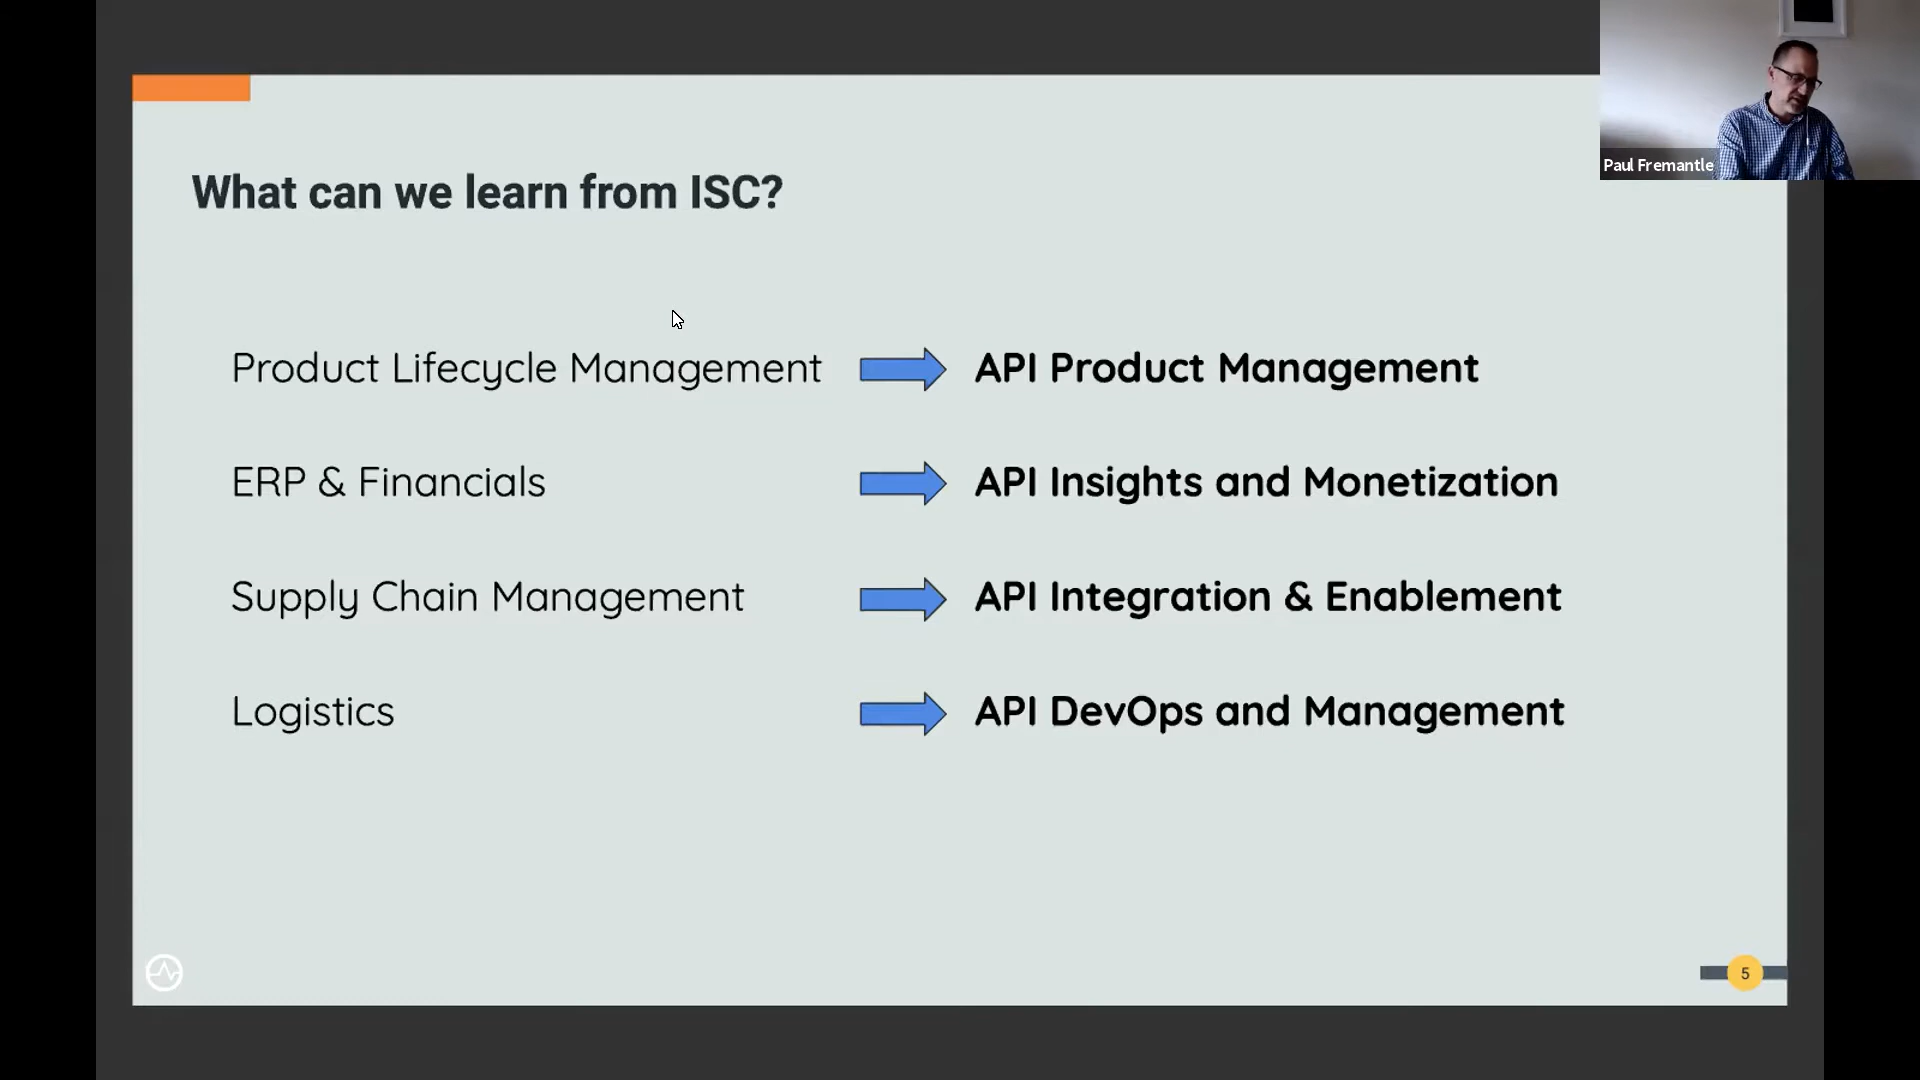 Paul Fremantle
What can we learn from ISC?
Product Lifecycle Management API Product Management
ERP & Financials API Insights and Monetization
Supply Chain Management API Integration & Enablement
Logistics API DevOps and Management
5